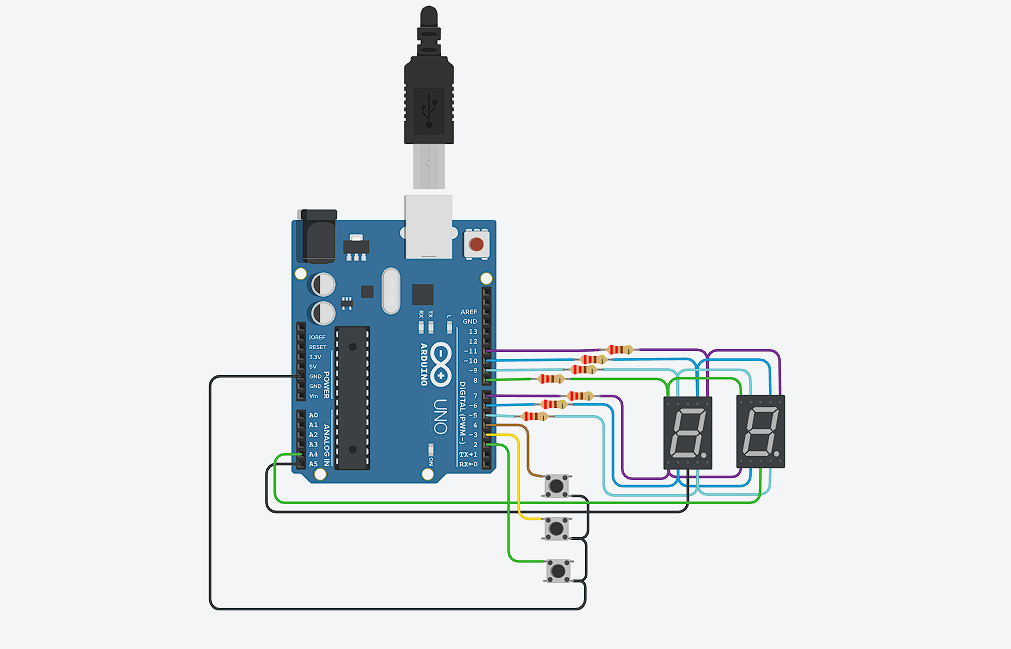 AREF
GND
13
12
~11
~10
~9
8
7
~6
~5
4
~3
2
TX→1
RX←0
DIGITAL (PWM~)
L
TX
RX
ARDUINO
UNO
ON
IOREF
RESET
3.3V
5V
GND
GND
Vin
POWER
A0
A1
A2
A3
A4
A5
ANALOG IN